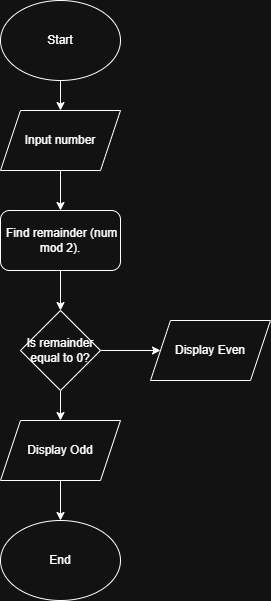 Start
Input number
Find remainder (num
mod 2).
Is remainder
equal to 0?
Display Even
Display Odd
End